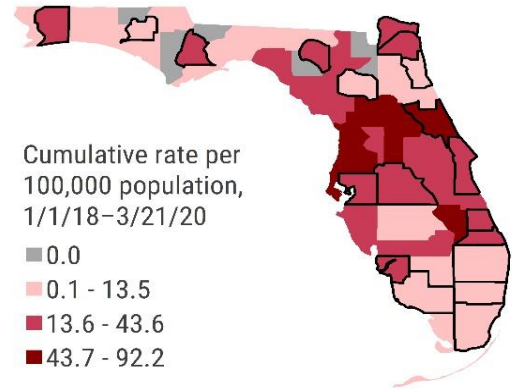 Cumulative rate per
100,000 population,
1/1/18–3/21/20
0.0
0.1 - 13.5
13.6 - 43.6
43.7 - 92.2